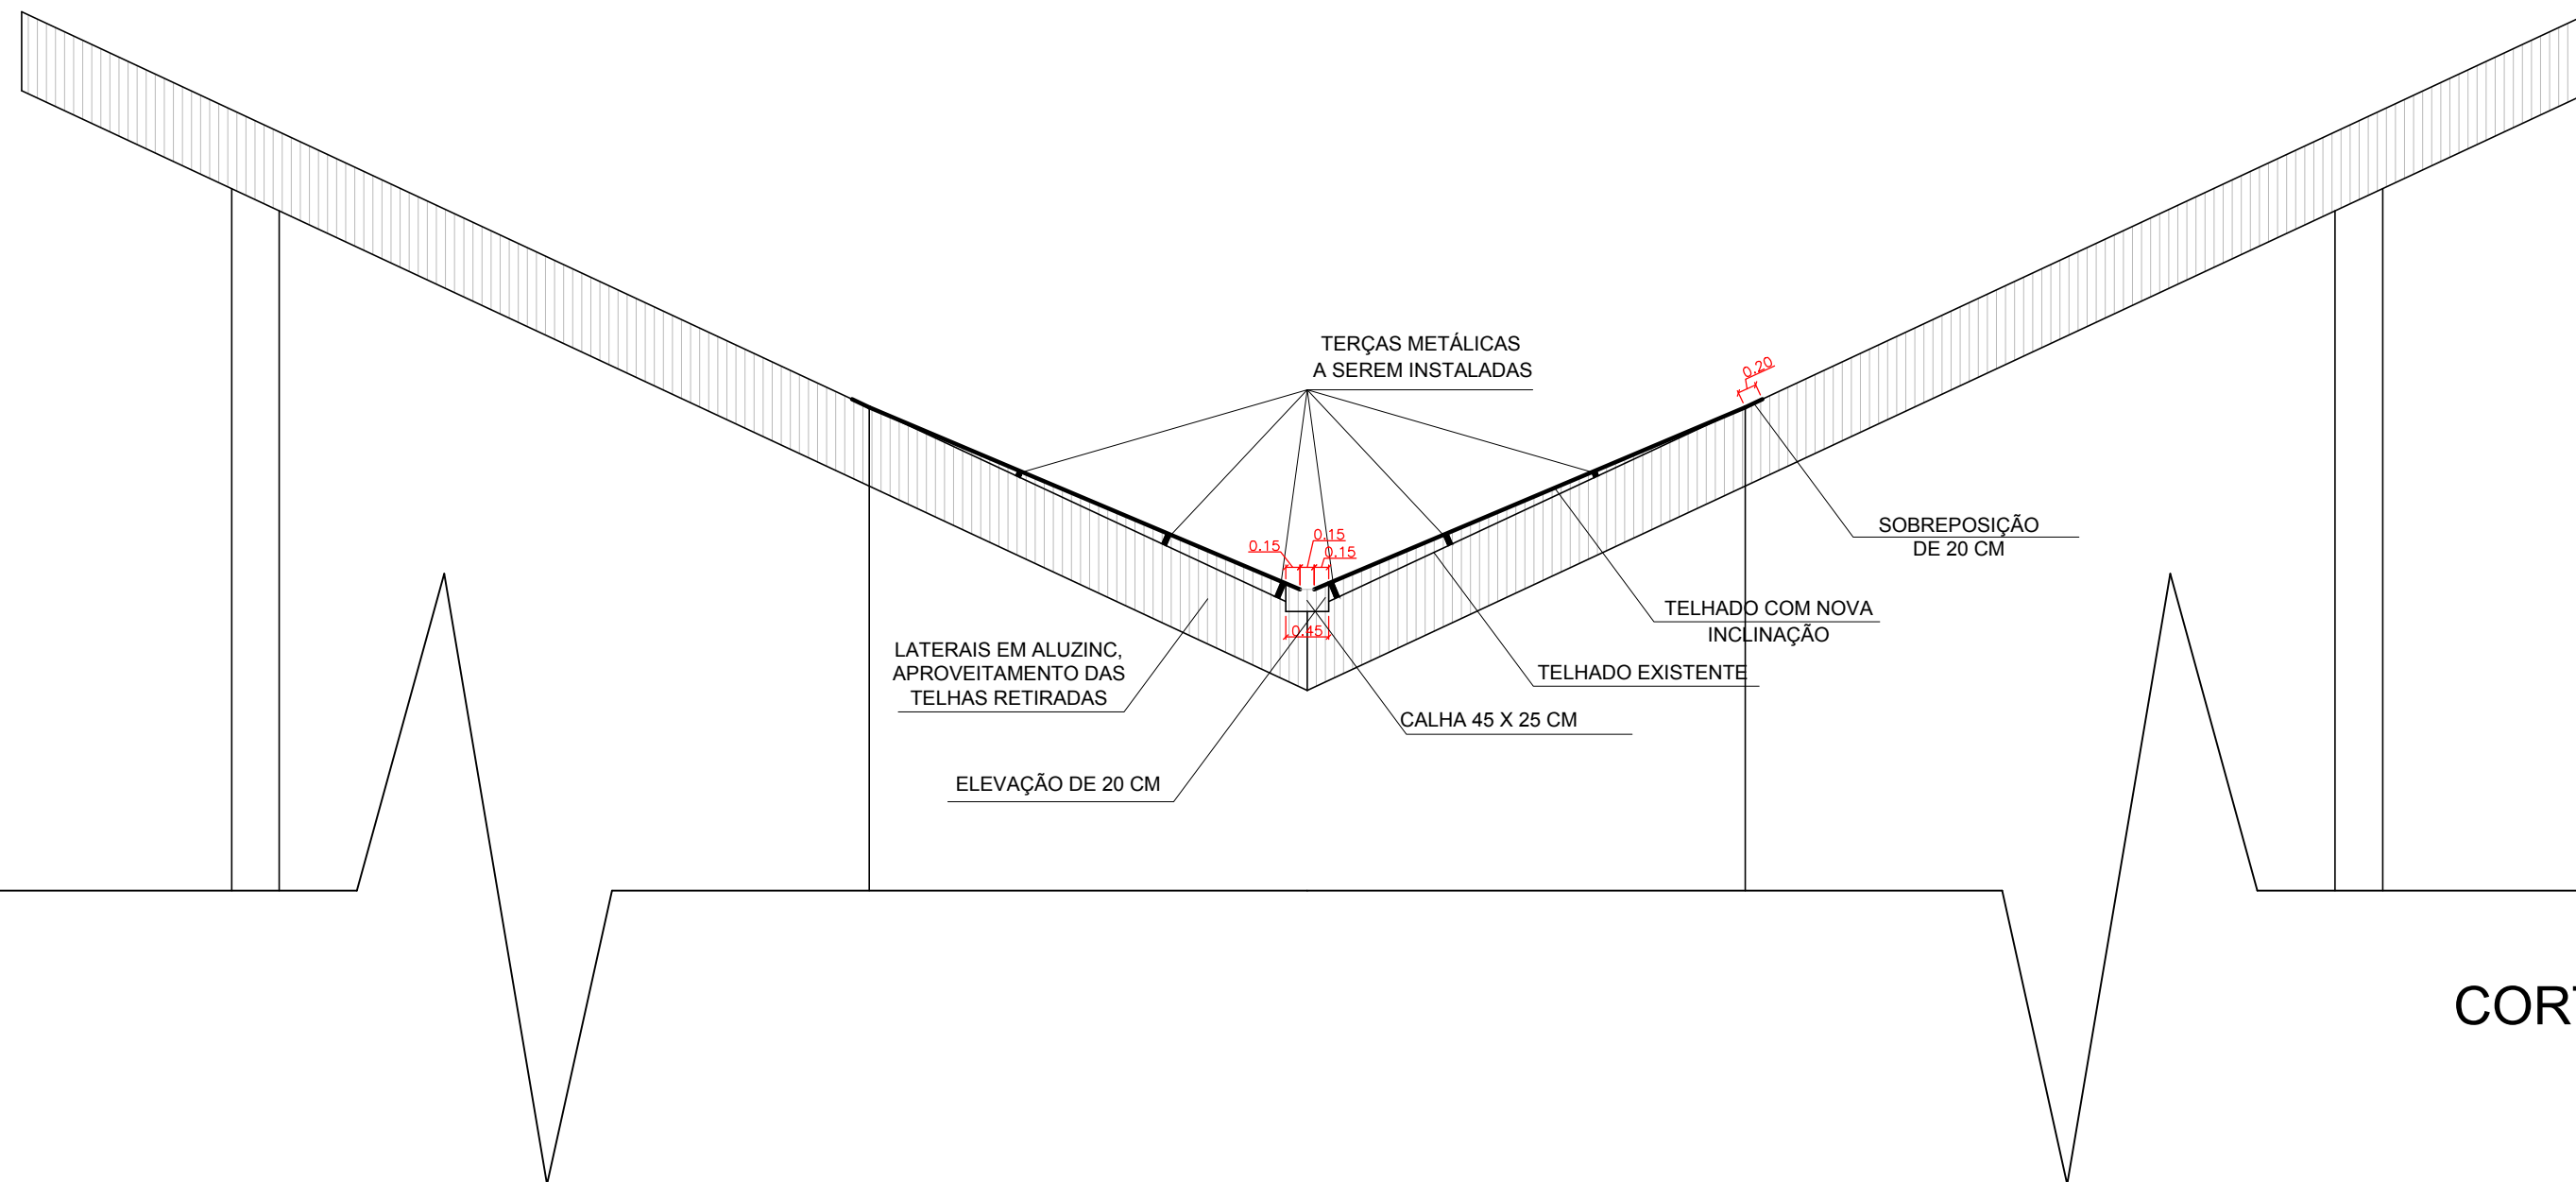 TERÇAS METÁLICAS
A SEREM INSTALADAS
0.20
SOBREPOSIÇÃO
DE 20 CM
0.15
0.15
0.15
TELHADO COM NOVA
INCLINAÇÃO
0.45
LATERAIS EM ALUZINC,
APROVEITAMENTO DAS
TELHAS RETIRADAS
TELHADO EXISTENTE
CALHA 45 X 25 CM
ELEVAÇÃO DE 20 CM